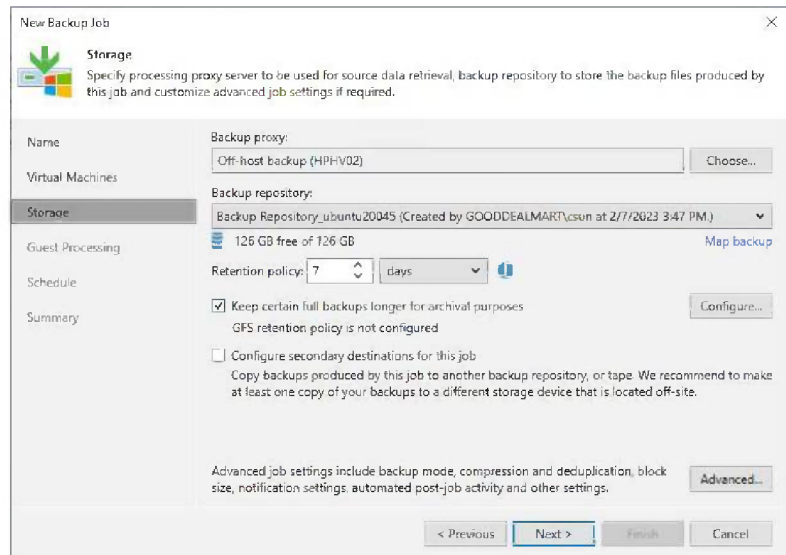 New Backup Job
Storage
Specify processing proxy server to be used for source data retrieval, backup repository to store the backup files produced by
this job and customize advanced job settings if required.
Name
Virtual Machines
Storage
Guest Processing
Schedule
Summary
Backup proxy:
Off-host backup (HPHV02)
Choose...
Backup repository:
Backup Repository_ubuntu20045 (Created by GOODDEALMART\csun at 2/7/2023 3:47 PM.)
126 GB free of 126 GB
Map backup
Retention policy: 7 days
Keep certain full backups longer for archival purposes
Configure...
GFS retention policy is not configured
Configure secondary destinations for this job
Copy backups produced by this job to another backup repository, or tape. We recommend to make
at least one copy of your backups to a different storage device that is located off-site.
Advanced job settings include backup mode, compression and deduplication, block
size, notification settings, automated post-job activity and other settings.
Advanced...
< Previous
Next >
Finish
Cancel